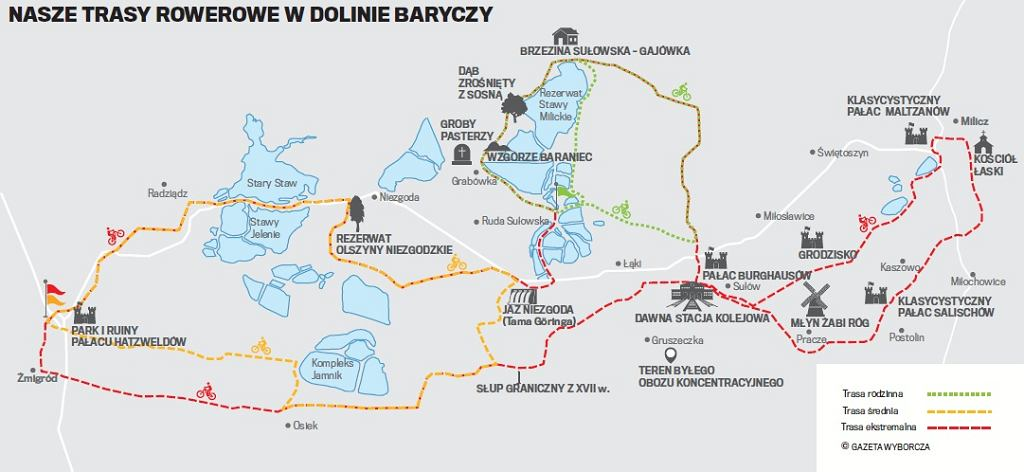 NASZE TRASY ROWEROWE W DOLINIE BARYCZY
BRZEZINA SUŁOWSKA - GAJÓWKA
DĄB
ZROŚNIĘTY
Z SOSNĄ
Rezerwat
Stawy
Milickie
KLASYCYSTYCZNY
PAŁAC MALTZANÓW
Milicz
GROBY
PASTERZY
WZGÓRZE BARANIEC
Świętoszyn
KOŚCIÓŁ
ŁASKI
Grabówka
Stary Staw
Radziądz
Niezgoda
Stawy
Jelenie
Ruda Sułowska
Miłosławice
REZERWAT
OLSZYNY NIEZGODZKIE
GRODZISKO
Łąki
Kaszowo
PAŁAC BURGHAUSÓW
Sulów
Miłochowice
JAZ NIEZGODA
(Tama Göringa)
DAWNA STACJA KOLEJOWA
MŁYN ŻABI RÓG
KLASYCYSTYCZNY
PAŁAC SALISCHÓW
PARK I RUINY
PAŁACU HATZWELDÓW
Gruszeczka
Pracze
Postolin
Kompleks
Jamnik
TEREN BYŁEGO
OBOZU KONCENTRACYJNEGO
Żmigród
SŁUP GRANICZNY Z XVII w.
Osiek
Trasa rodzinna
Trasa średnia
Trasa ekstremalna
© GAZETA WYBORCZA